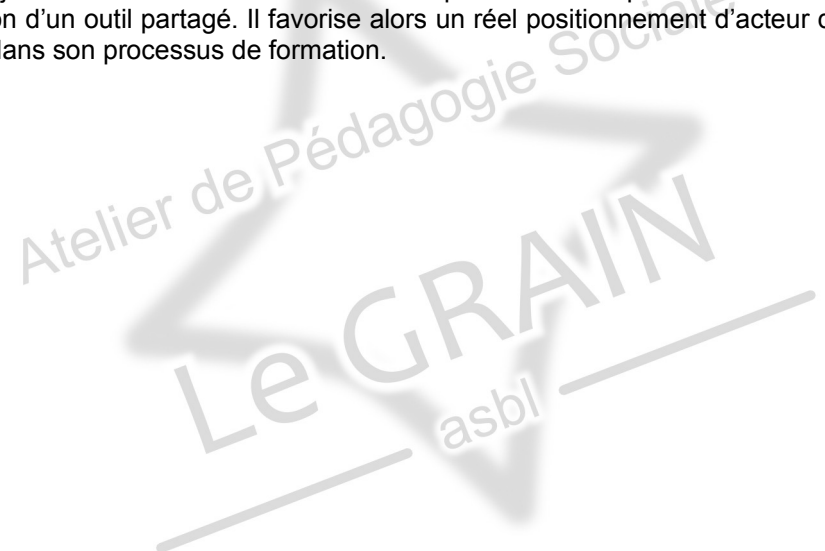 on d’un outil partagé. Il favorise alors un réel positionnement d’acteur
dans son processus de formation.
Atelier de Pédagogie Sociale
Le GRAIN
asbl